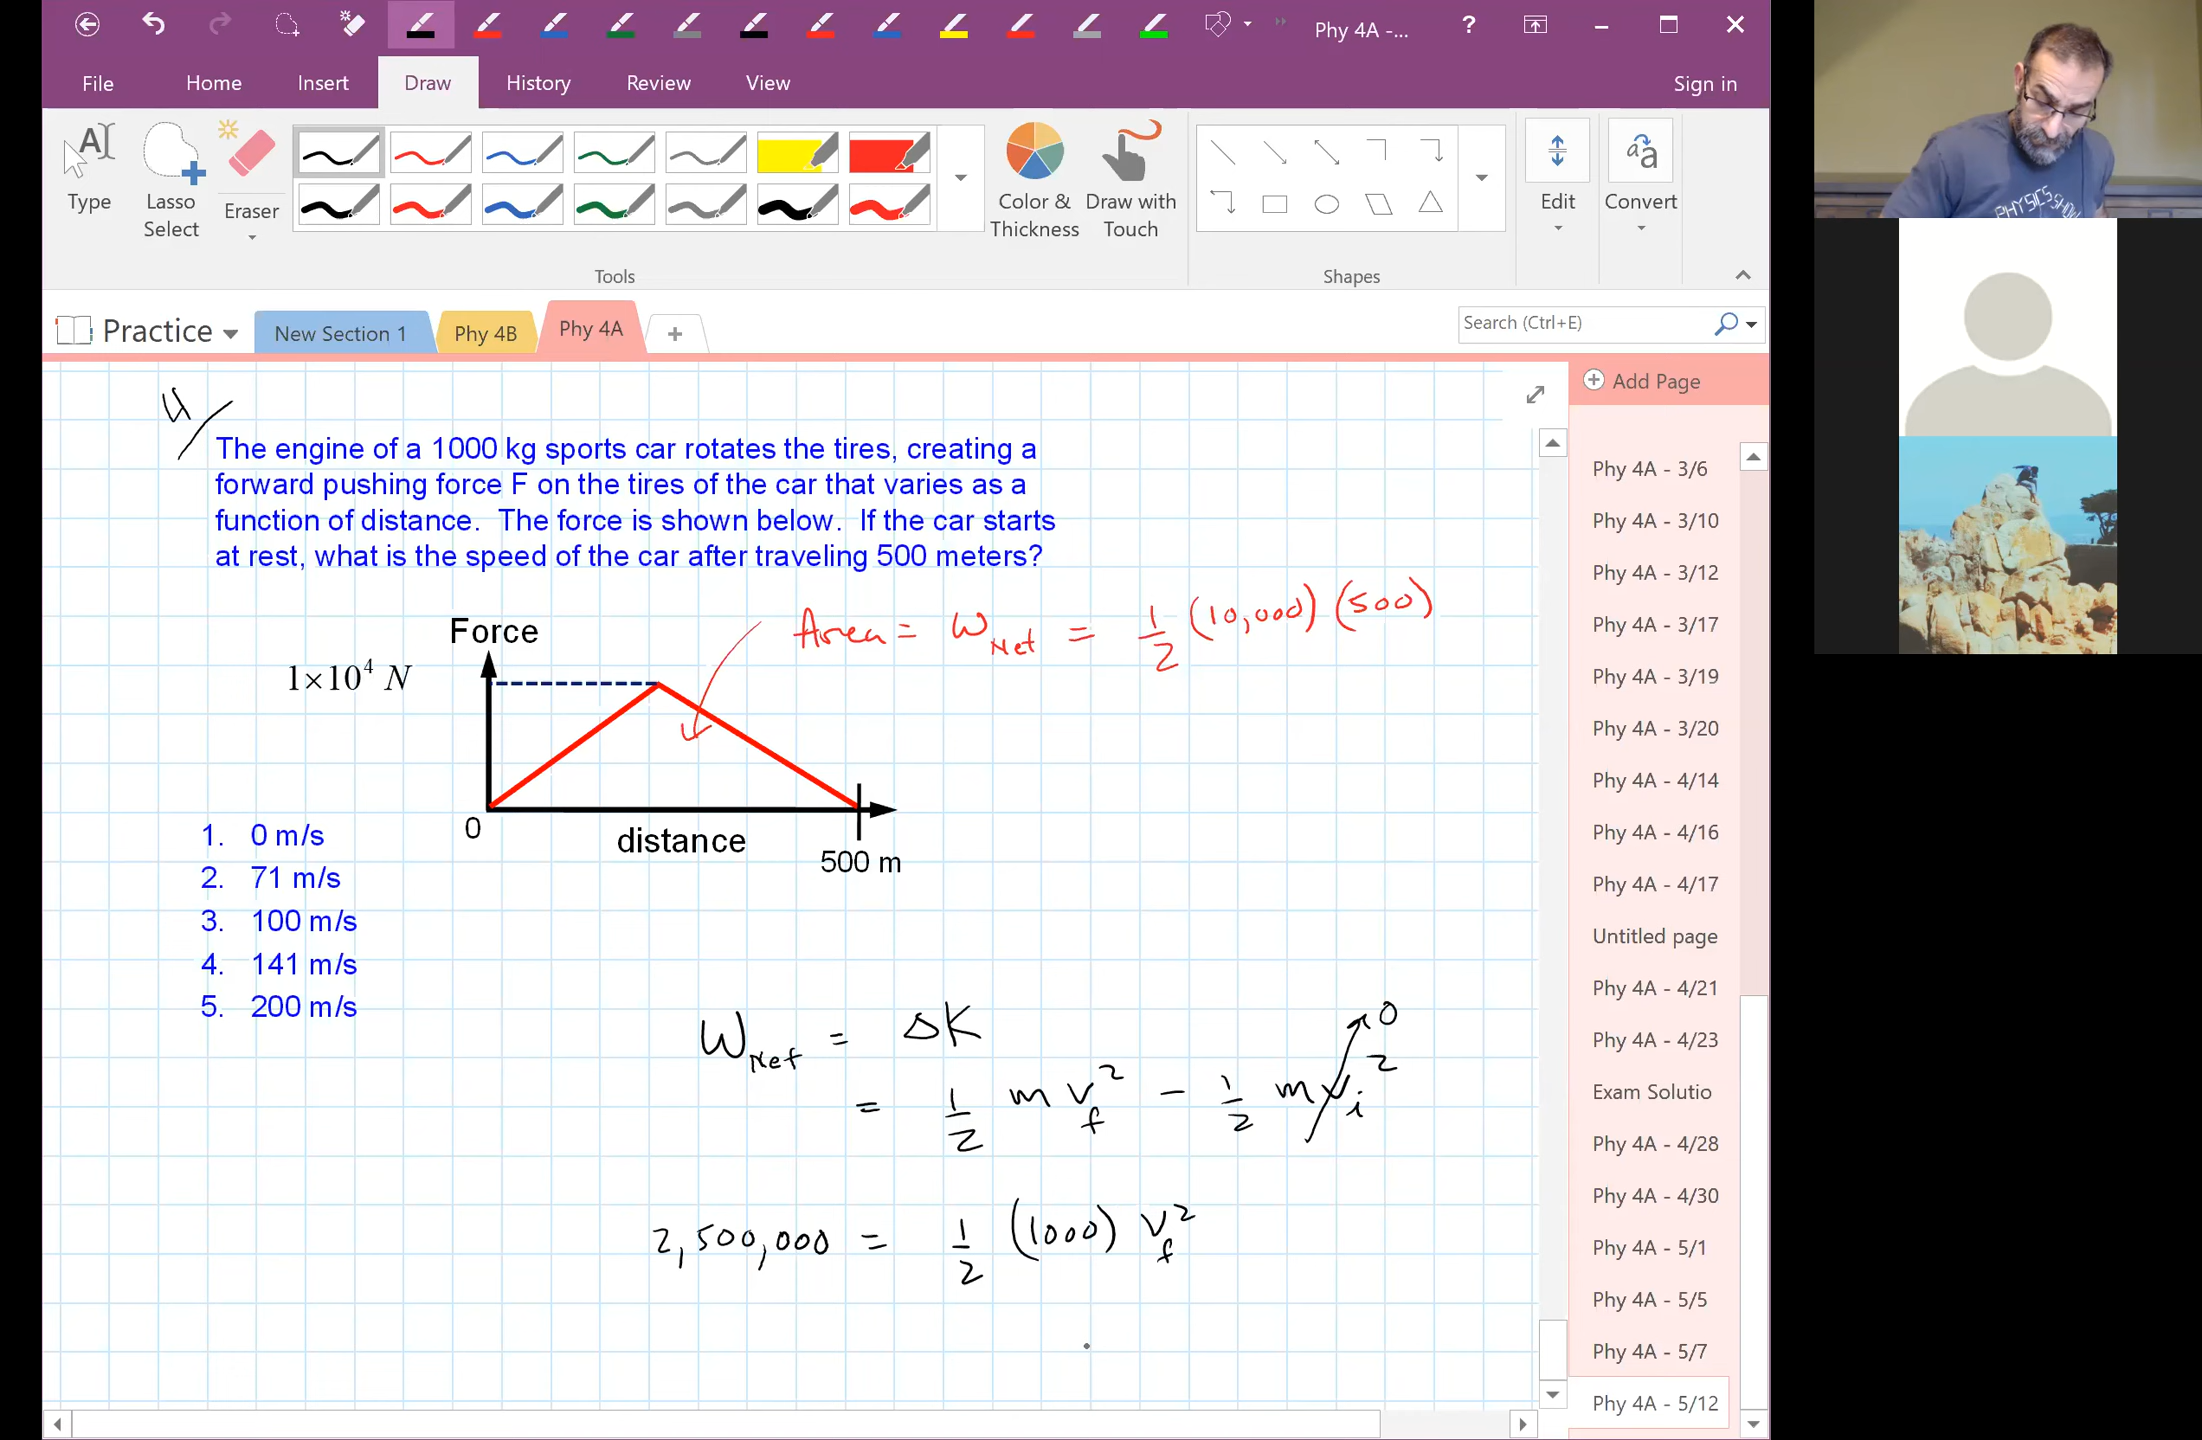 Phy 4A -...
?
File Home Insert Draw History Review View Sign in
Type
Lasso Select
Eraser
Color & Thickness
Draw with Touch
Edit
Convert
Tools
Shapes
Practice
New Section 1
Phy 4B
Phy 4A
Search (Ctrl+E)
4/
The engine of a 1000 kg sports car rotates the tires, creating a
forward pushing force F on the tires of the car that varies as a
function of distance. The force is shown below. If the car starts
at rest, what is the speed of the car after traveling 500 meters?
Area = W Net = 1/2 (10,000) (500)
Force
1×10⁴ N
0
distance
500 m
1. 0 m/s
2. 71 m/s
3. 100 m/s
4. 141 m/s
5. 200 m/s
W Net = ΔK
0
= 1/2 m v_f² − 1/2 m v_i²
2,500,000 = 1/2 (1000) v_f²
Add Page
Phy 4A - 3/6
Phy 4A - 3/10
Phy 4A - 3/12
Phy 4A - 3/17
Phy 4A - 3/19
Phy 4A - 3/20
Phy 4A - 4/14
Phy 4A - 4/16
Phy 4A - 4/17
Untitled page
Phy 4A - 4/21
Phy 4A - 4/23
Exam Solutio
Phy 4A - 4/28
Phy 4A - 4/30
Phy 4A - 5/1
Phy 4A - 5/5
Phy 4A - 5/7
Phy 4A - 5/12
PHYSICS SHOW